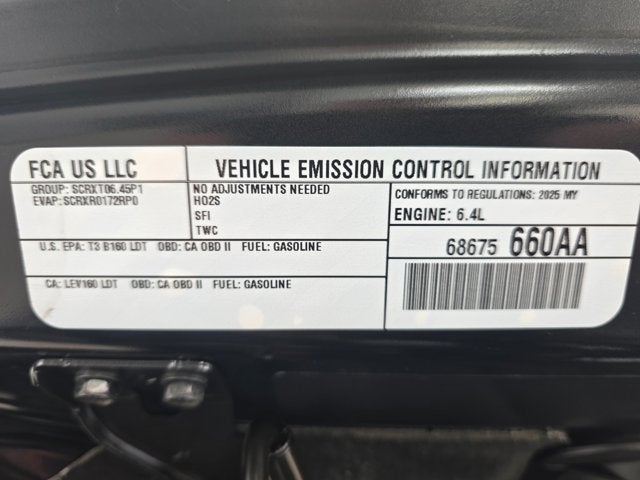 FCA US LLC
VEHICLE EMISSION CONTROL INFORMATION
GROUP: SCRXT06.45P1
EVAP: SCRXR0172RP0
NO ADJUSTMENTS NEEDED
HO2S
SFI
TWC
CONFORMS TO REGULATIONS: 2025 MY
ENGINE: 6.4L
U.S. EPA: T3 B160 LDT OBD: CA OBD II FUEL: GASOLINE
68675 660AA
CA: LEV160 LDT OBD: CA OBD II FUEL: GASOLINE